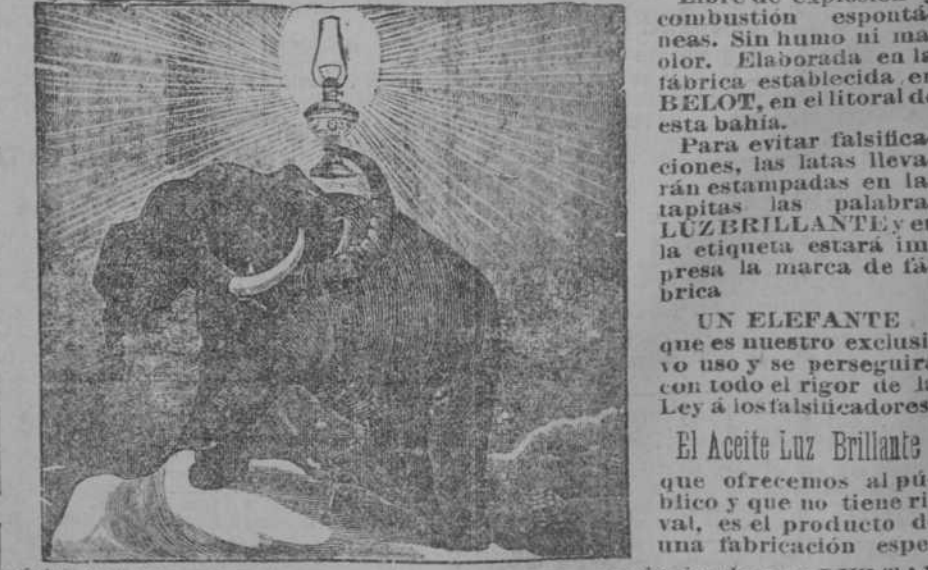 Libre de explosión
combustión espontá-
neas. Sin humo ni ma
olor. Elaborada en la
fábrica establecida en
BELOT, en el litoral de
esta bahía.
Para evitar falsifica-
ciones, las latas lleva-
rán estampadas en la
tapitas las palabra
LUZ BRILLANTE y en
la etiqueta estará im
presa la marca de fá-
brica
UN ELEFANTE
que es nuestro exclusi
vo uso y se perseguirá
con todo el rigor de la
Ley á los falsificadores
El Aceite Luz Brillante
que ofrecemos al pú-
blico y que no tiene ri-
val, es el producto d
una fabricación espe